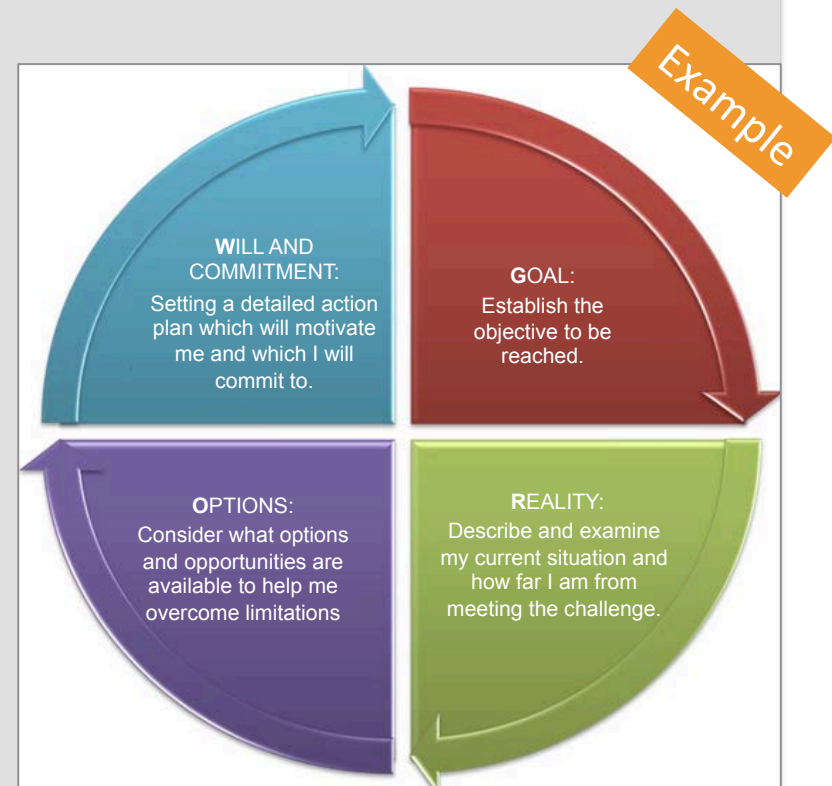 Example
WILL AND
COMMITMENT:
Setting a detailed action
plan which will motivate
me and which I will
commit to.
GOAL:
Establish the
objective to be
reached.
OPTIONS:
Consider what options
and opportunities are
available to help me
overcome limitations
REALITY:
Describe and examine
my current situation and
how far I am from
meeting the challenge.